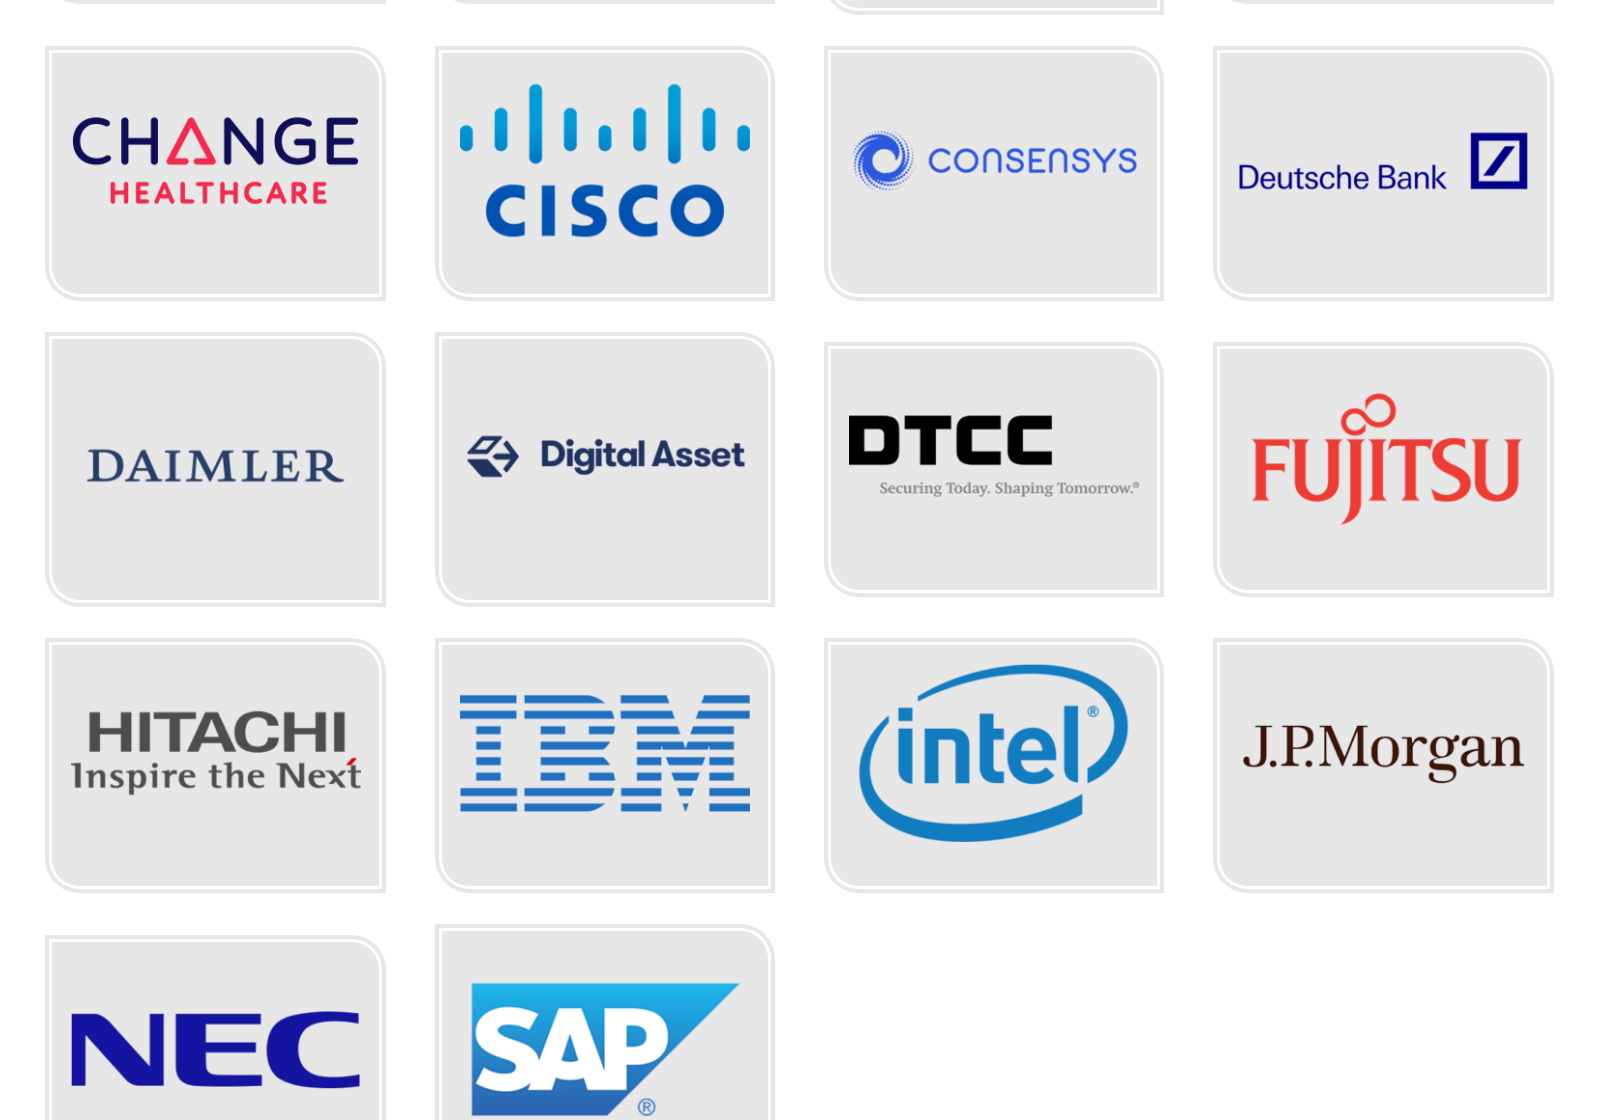 CHANGE
HEALTHCARE
CISCO
CONSENSYS
Deutsche Bank
DAIMLER
Digital Asset
DTCC
Securing Today. Shaping Tomorrow.®
FUJITSU
HITACHI
Inspire the Next
IBM
intel®
J.P.Morgan
NEC
SAP®